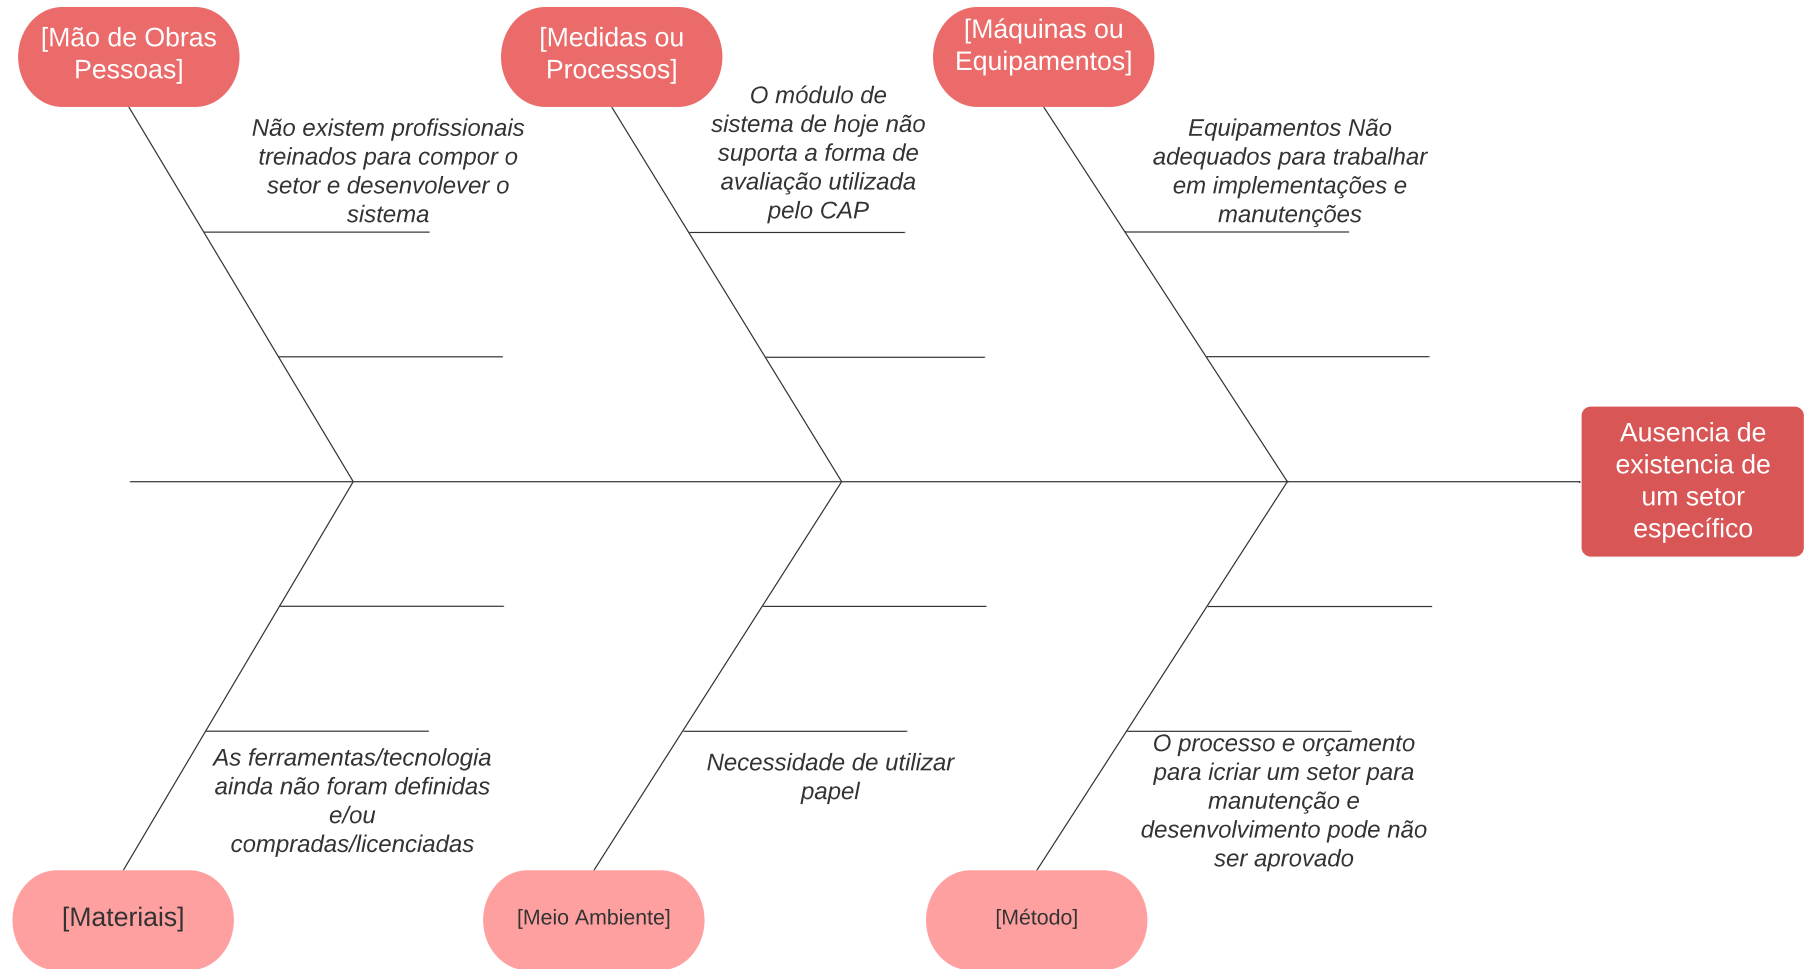 [Mão de Obras
Pessoas]
[Medidas ou
Processos]
[Máquinas ou
Equipamentos]
Não existem profissionais
treinados para compor o
setor e desenvolever o
sistema
O módulo de
sistema de hoje não
suporta a forma de
avaliação utilizada
pelo CAP
Equipamentos Não
adequados para trabalhar
em implementações e
manutenções
Ausencia de
existencia de
um setor
específico
As ferramentas/tecnologia
ainda não foram definidas
e/ou
compradas/licenciadas
Necessidade de utilizar
papel
O processo e orçamento
para icriar um setor para
manutenção e
desenvolvimento pode não
ser aprovado
[Materiais]
[Meio Ambiente]
[Método]